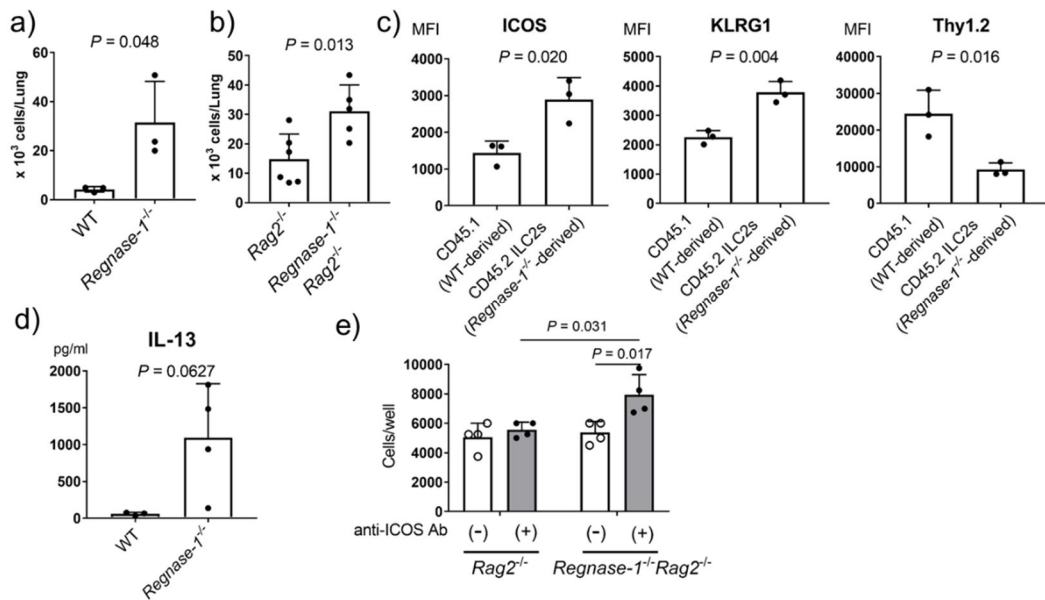 a)
P = 0.048
x 10³ cells/Lung
60
40
20
0
WT
Regnase-1-/-
b)
P = 0.013
x 10³ cells/Lung
50
40
30
20
10
0
Rag2-/-
Regnase-1-/-
Rag2-/-
c)
MFI
ICOS
P = 0.020
4000
3000
2000
1000
0
CD45.1
(WT-derived)
CD45.2 ILC2s
(Regnase-1-/--derived)
MFI
KLRG1
P = 0.004
5000
4000
3000
2000
1000
0
CD45.1
(WT-derived)
CD45.2 ILC2s
(Regnase-1-/--derived)
MFI
Thy1.2
P = 0.016
40000
30000
20000
10000
0
CD45.1
(WT-derived)
CD45.2 ILC2s
(Regnase-1-/--derived)
d)
IL-13
pg/ml
P = 0.0627
2000
1500
1000
500
0
WT
Regnase-1-/-
e)
P = 0.031
P = 0.017
Cells/well
10000
8000
6000
4000
2000
0
anti-ICOS Ab
(-) (+) (-) (+)
Rag2-/- Regnase-1-/-Rag2-/-